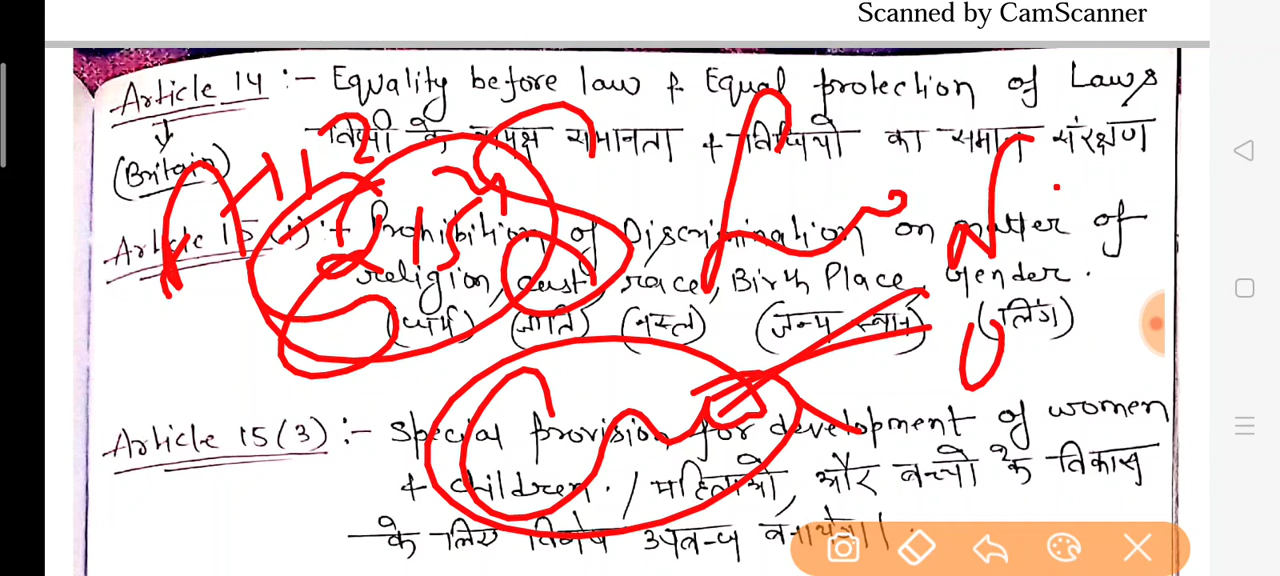 Scanned by CamScanner
Article 14 :- Equality before law & Equal protection of Laws
विधियों के समक्ष समानता + विधियों का समान संरक्षण
(Britain)
Article 15 (1) :- Prohibition of Discrimination on matter of
religion, cast, race, Birth Place, Gender.
(धर्म) (जाति) (नस्ल) (जन्म स्थान) (लिंग)
Article 15(3) :- Special provision for development of women
+ children. / महिलाओं, और बच्चों के विकास
के लिए विशेष उपबन्ध